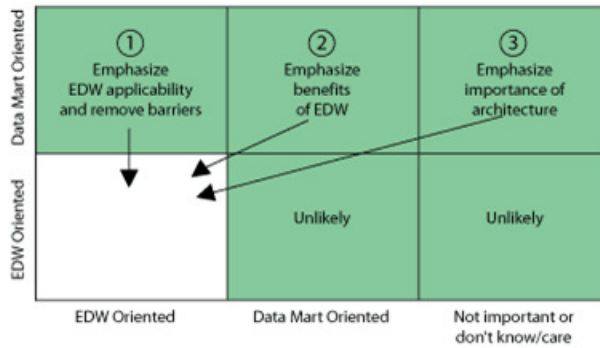 Data Mart Oriented
1
Emphasize
EDW applicability
and remove barriers
2
Emphasize
benefits
of EDW
3
Emphasize
importance of
architecture
EDW Oriented
Unlikely
Unlikely
EDW Oriented
Data Mart Oriented
Not important or
don't know/care